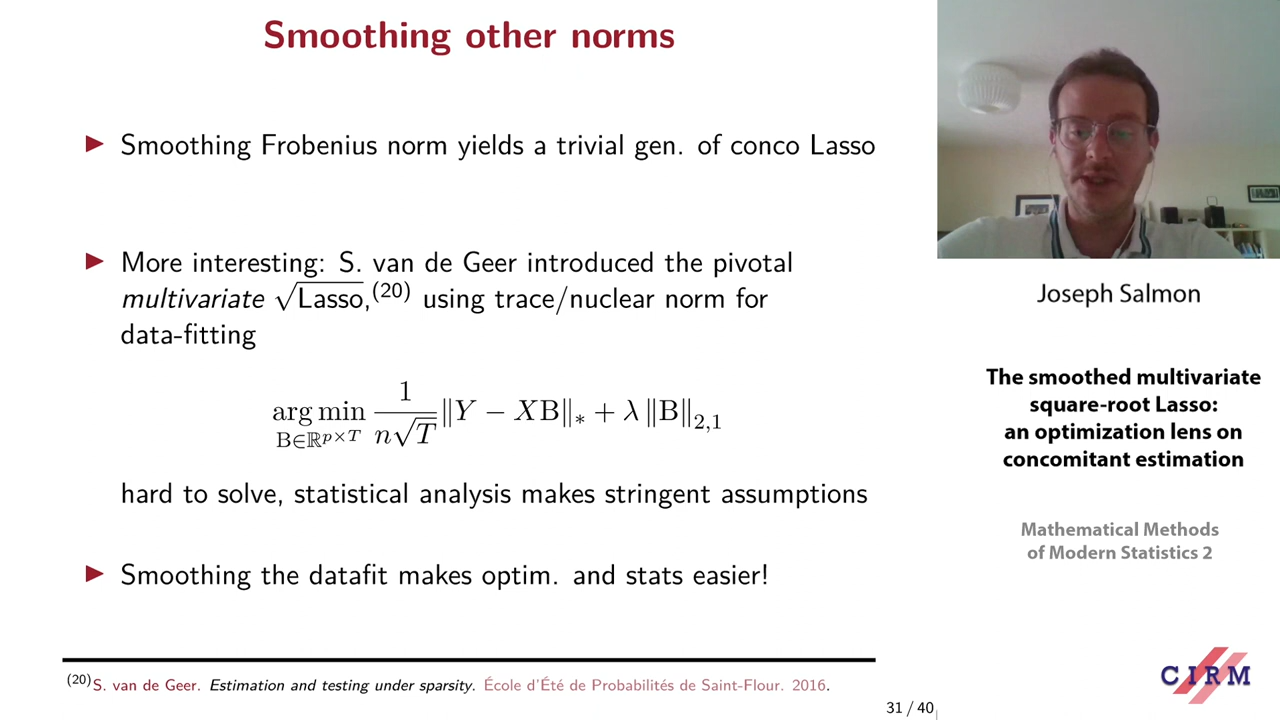 Smoothing other norms
▶ Smoothing Frobenius norm yields a trivial gen. of conco Lasso
▶ More interesting: S. van de Geer introduced the pivotal
multivariate √Lasso,(20) using trace/nuclear norm for
data-fitting
arg min_{B∈ℝ^{p×T}} 1/(n√T) ‖Y − XB‖_* + λ ‖B‖_{2,1}
hard to solve, statistical analysis makes stringent assumptions
▶ Smoothing the datafit makes optim. and stats easier!
(20)S. van de Geer. Estimation and testing under sparsity. École d'Été de Probabilités de Saint-Flour. 2016.
31 / 40
Joseph Salmon
The smoothed multivariate
square-root Lasso:
an optimization lens on
concomitant estimation
Mathematical Methods
of Modern Statistics 2
CIRM